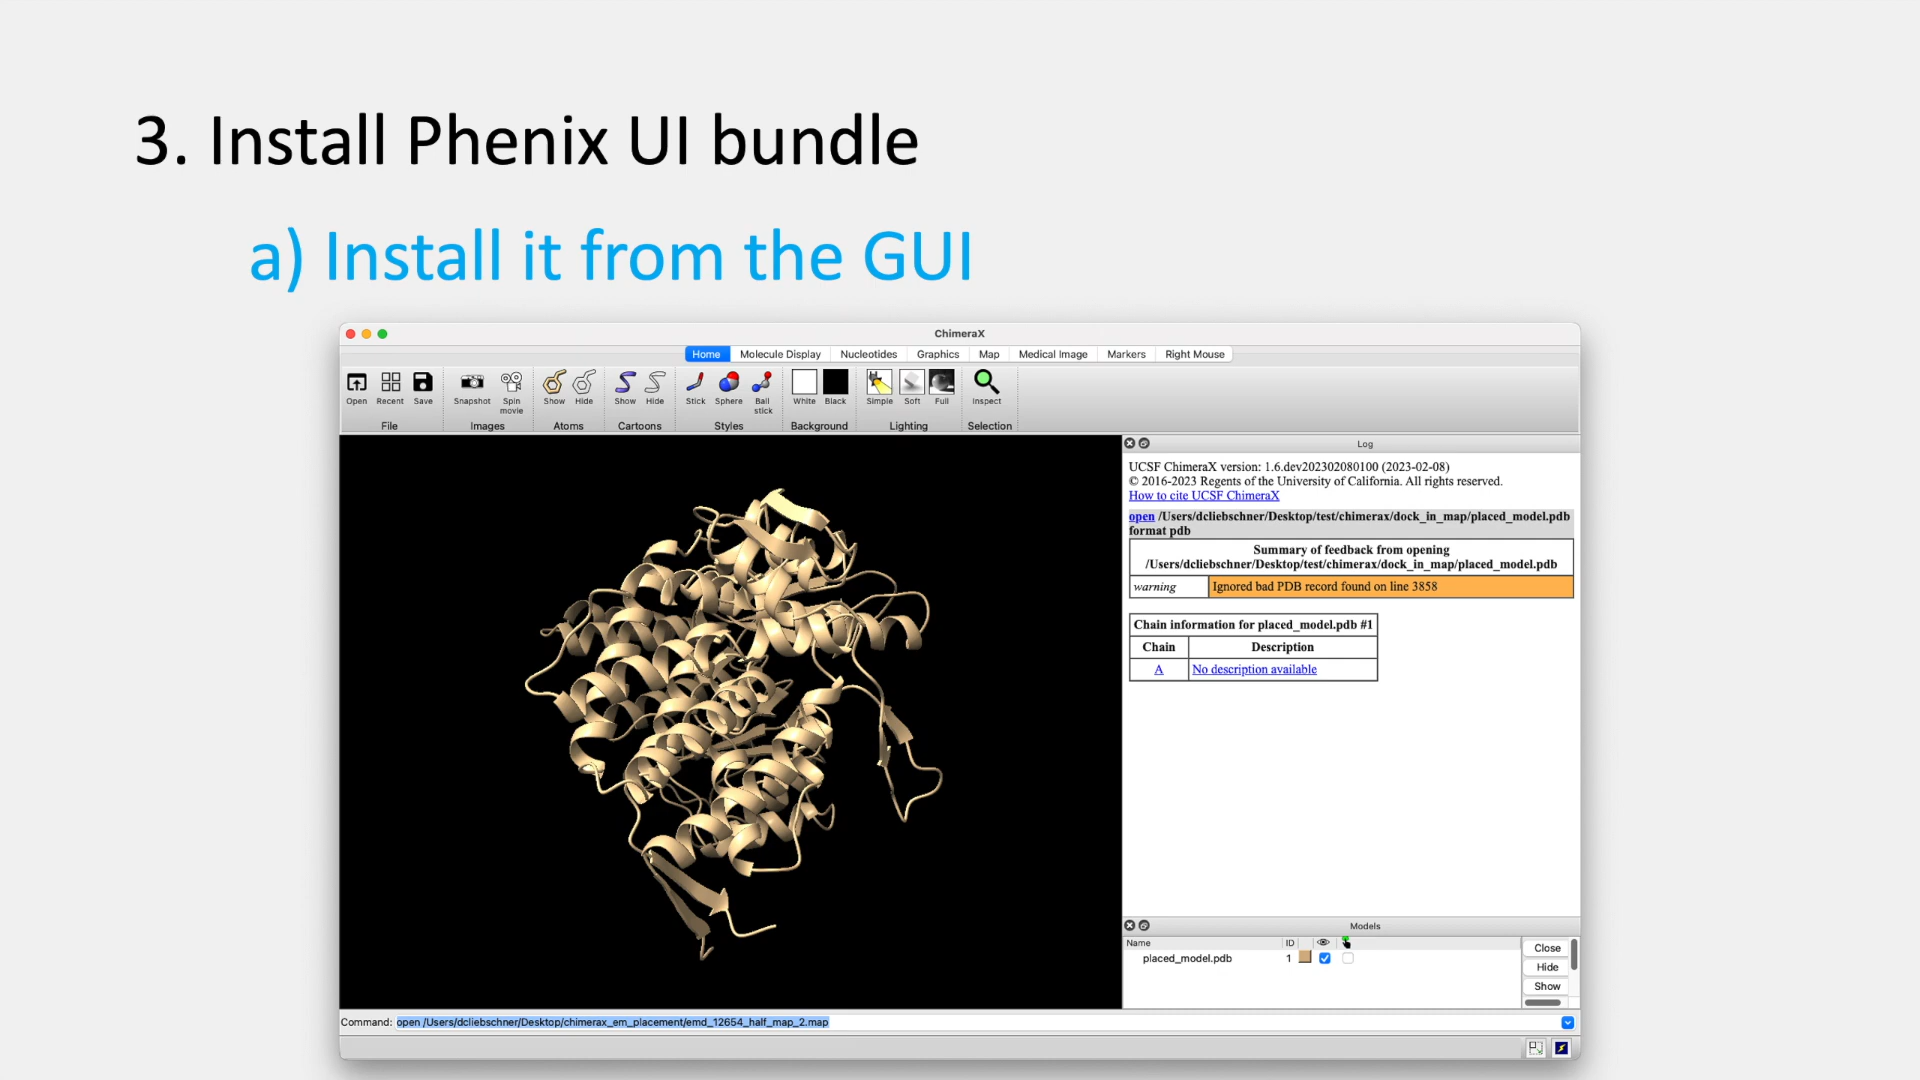 3. Install Phenix UI bundle
a) Install it from the GUI
ChimeraX
Home Molecule Display Nucleotides Graphics Map Medical Image Markers Right Mouse
Open Recent Save Snapshot Spin movie Show Hide Show Hide Stick Sphere Ball stick White Black Simple Soft Full Inspect
File Images Atoms Cartoons Styles Background Lighting Selection
Log
UCSF ChimeraX version: 1.6.dev202302080100 (2023-02-08)
© 2016-2023 Regents of the University of California. All rights reserved.
How to cite UCSF ChimeraX
open /Users/dcliebschner/Desktop/test/chimerax/dock_in_map/placed_model.pdb
format pdb
Summary of feedback from opening
/Users/dcliebschner/Desktop/test/chimerax/dock_in_map/placed_model.pdb
warning Ignored bad PDB record found on line 3858
Chain information for placed_model.pdb #1
Chain Description
A No description available
Models
Name ID
placed_model.pdb 1
Close
Hide
Show
Command: open /Users/dcliebschner/Desktop/chimerax_em_placement/emd_12654_half_map_2.map